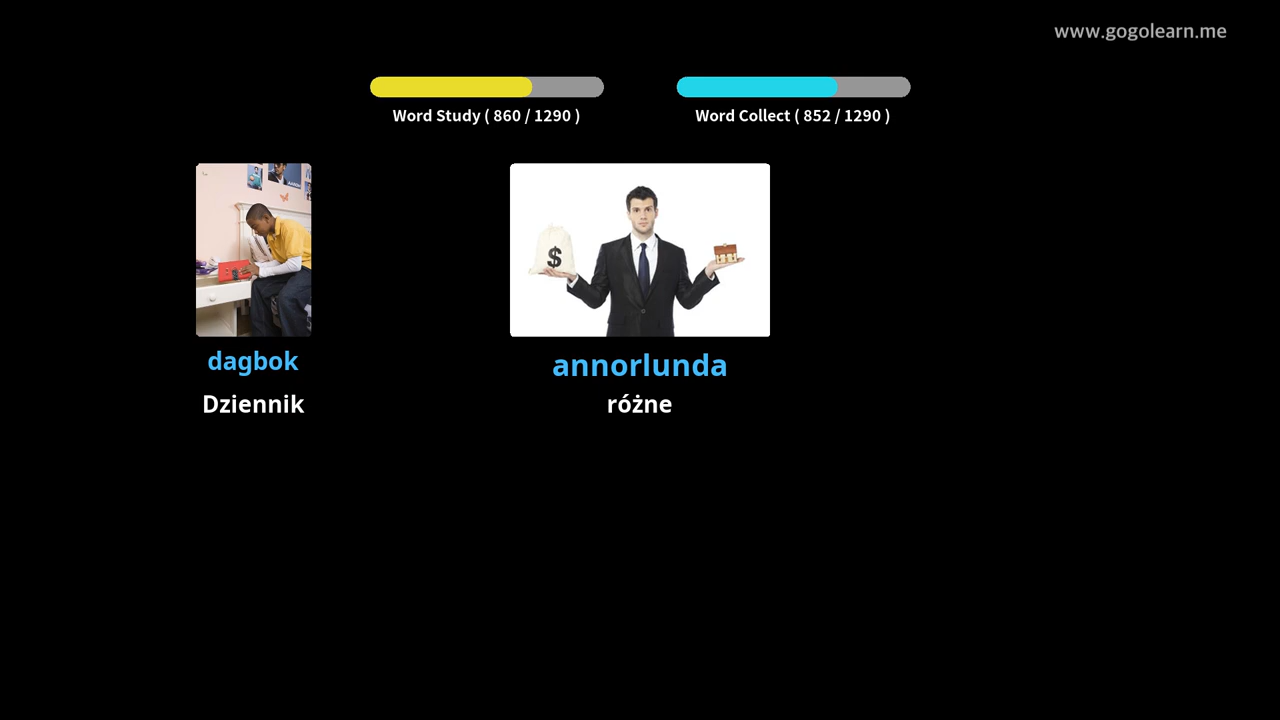 www.gogolearn.me
Word Study ( 860 / 1290 )
Word Collect ( 852 / 1290 )
$
dagbok
annorlunda
Dziennik
różne